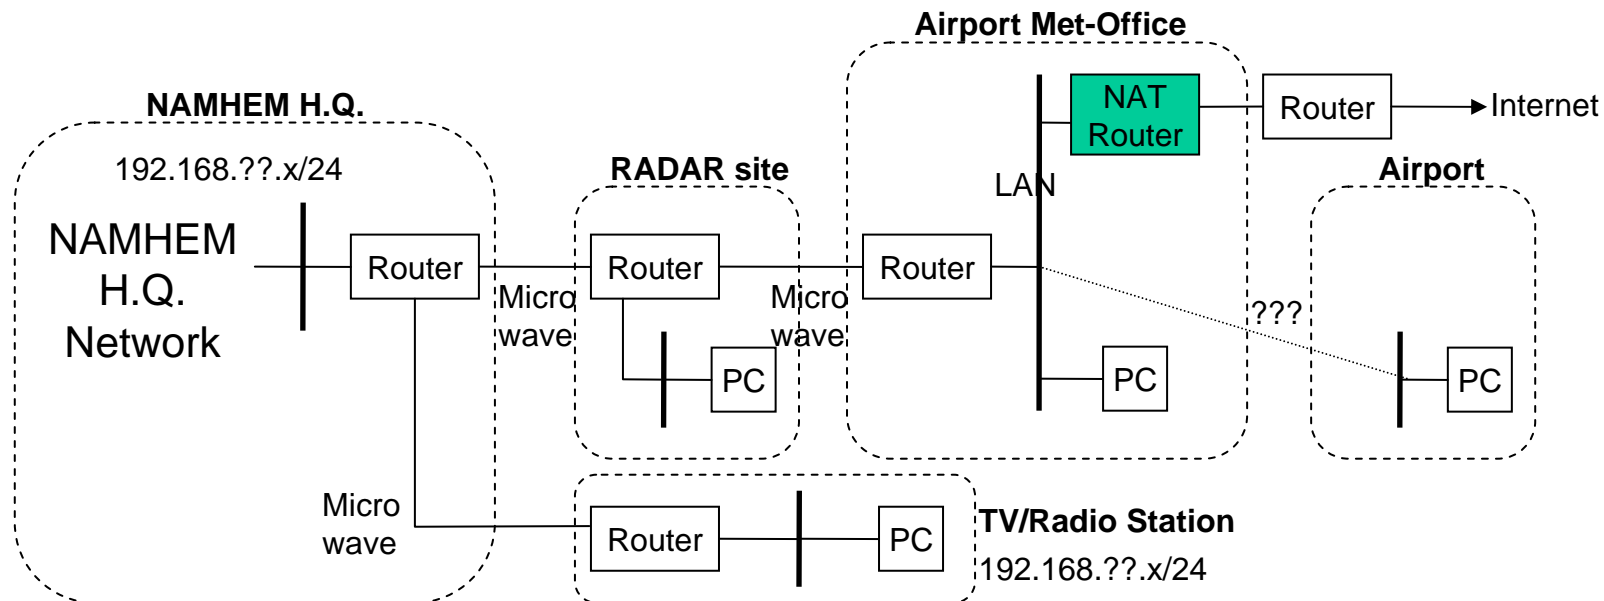 Airport Met-Office
NAMHEM H.Q.
NAT
Router
Router
Internet
192.168.??.x/24
RADAR site
LAN
Airport
NAMHEM
H.Q.
Network
Router
Router
Router
Micro
wave
Micro
wave
???
PC
PC
PC
Micro
wave
Router
PC
TV/Radio Station
192.168.??.x/24